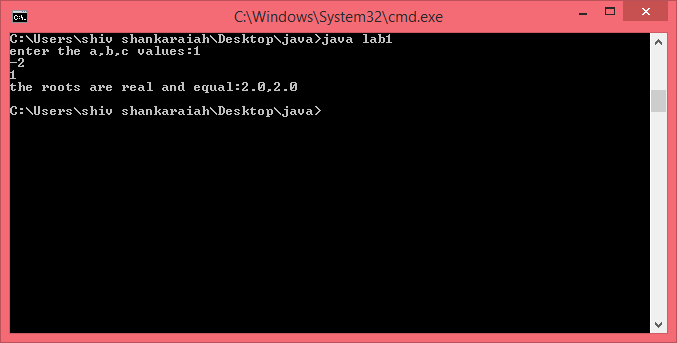 C:\Windows\System32\cmd.exe
C:\Users\shiv shankaraiah\Desktop\java>java lab1
enter the a,b,c values:1
-2
1
the roots are real and equal:2.0,2.0
C:\Users\shiv shankaraiah\Desktop\java>